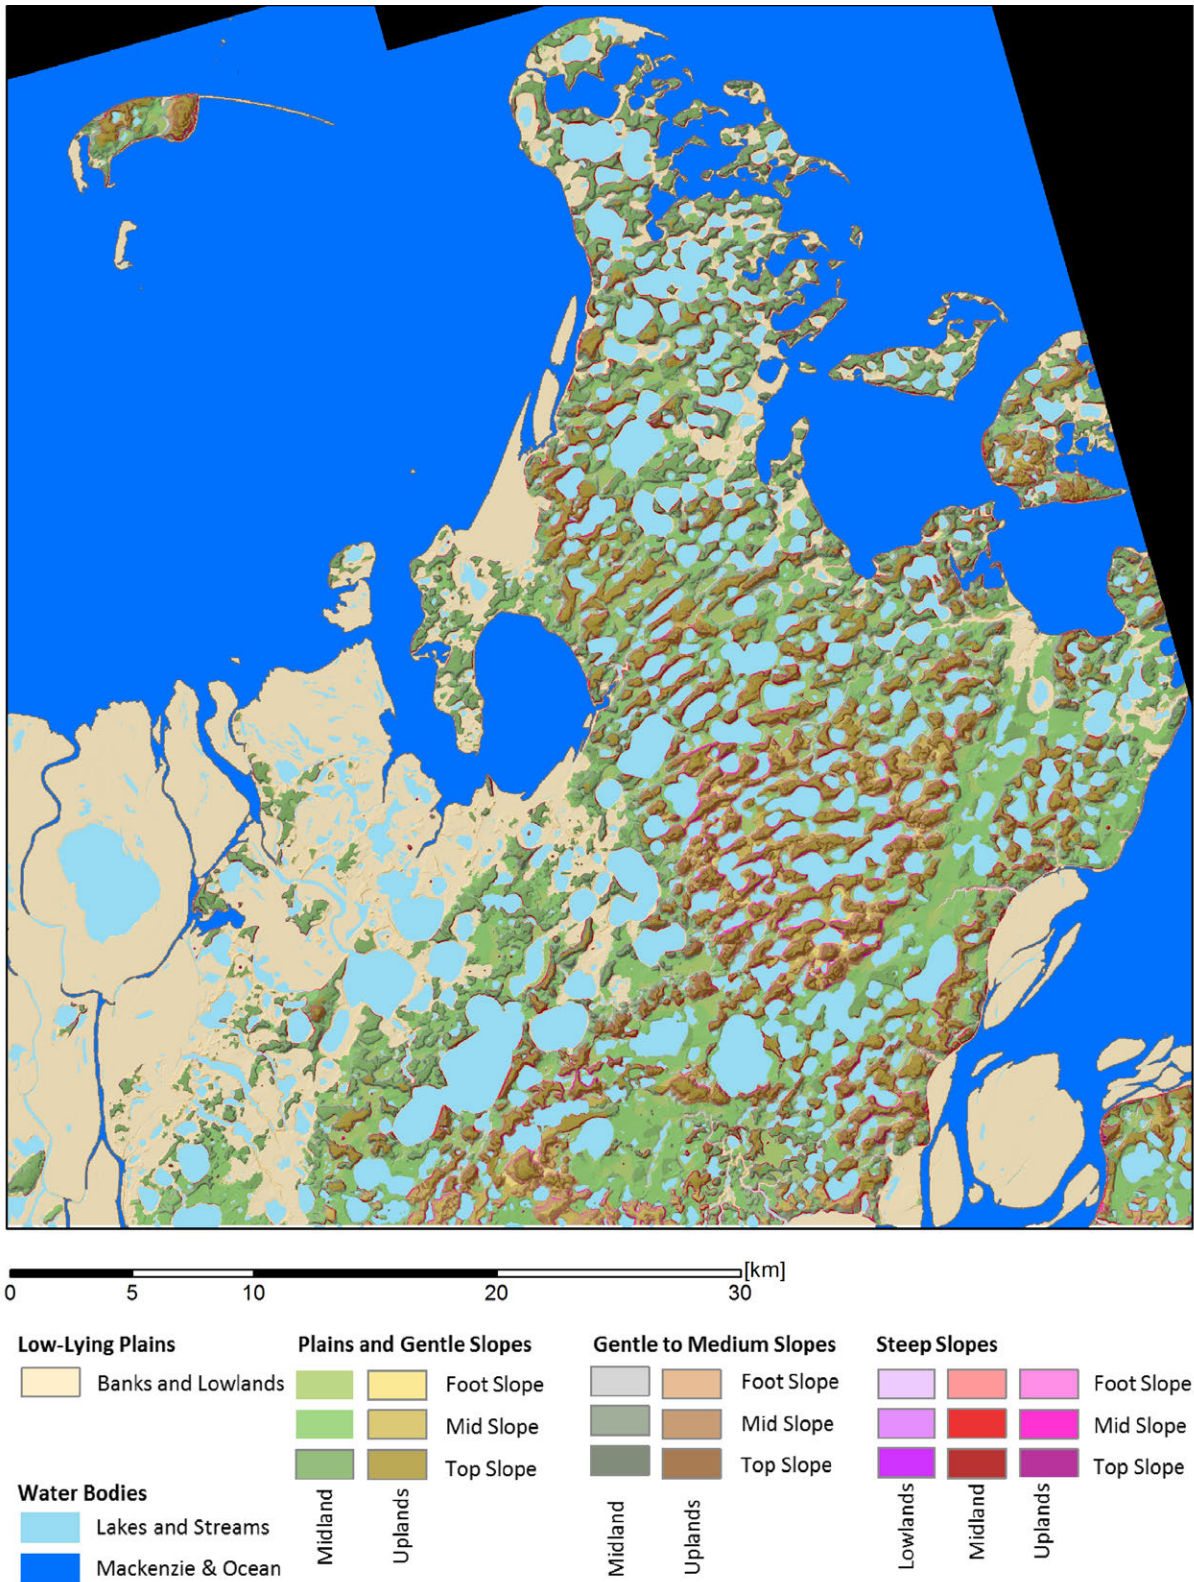 [km]
0 5 10 20 30
Low-Lying Plains
Banks and Lowlands
Water Bodies
Lakes and Streams
Mackenzie & Ocean
Plains and Gentle Slopes
Foot Slope
Mid Slope
Top Slope
Midland
Uplands
Gentle to Medium Slopes
Foot Slope
Mid Slope
Top Slope
Midland
Uplands
Steep Slopes
Foot Slope
Mid Slope
Top Slope
Lowlands
Midland
Uplands